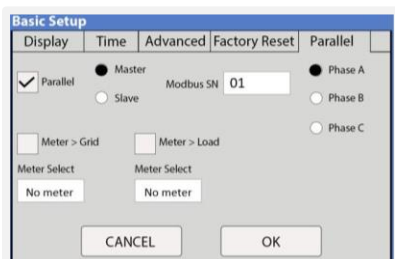 Basic Setup
Display Time Advanced Factory Reset Parallel
Parallel Master Modbus SN 01 Phase A
Slave Phase B
Phase C
Meter > Grid Meter > Load
Meter Select Meter Select
No meter No meter
CANCEL OK